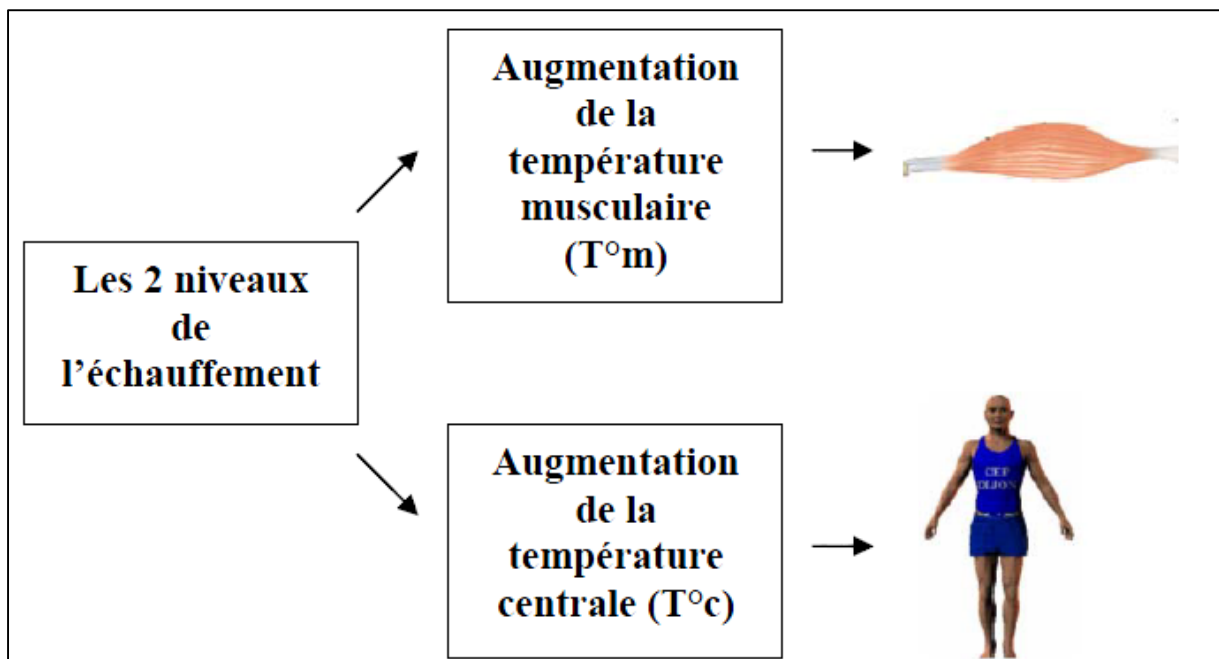 Les 2 niveaux
de
l’échauffement
Augmentation
de la
température
musculaire
(T°m)
Augmentation
de la
température
centrale (T°c)
CEP
DIJON